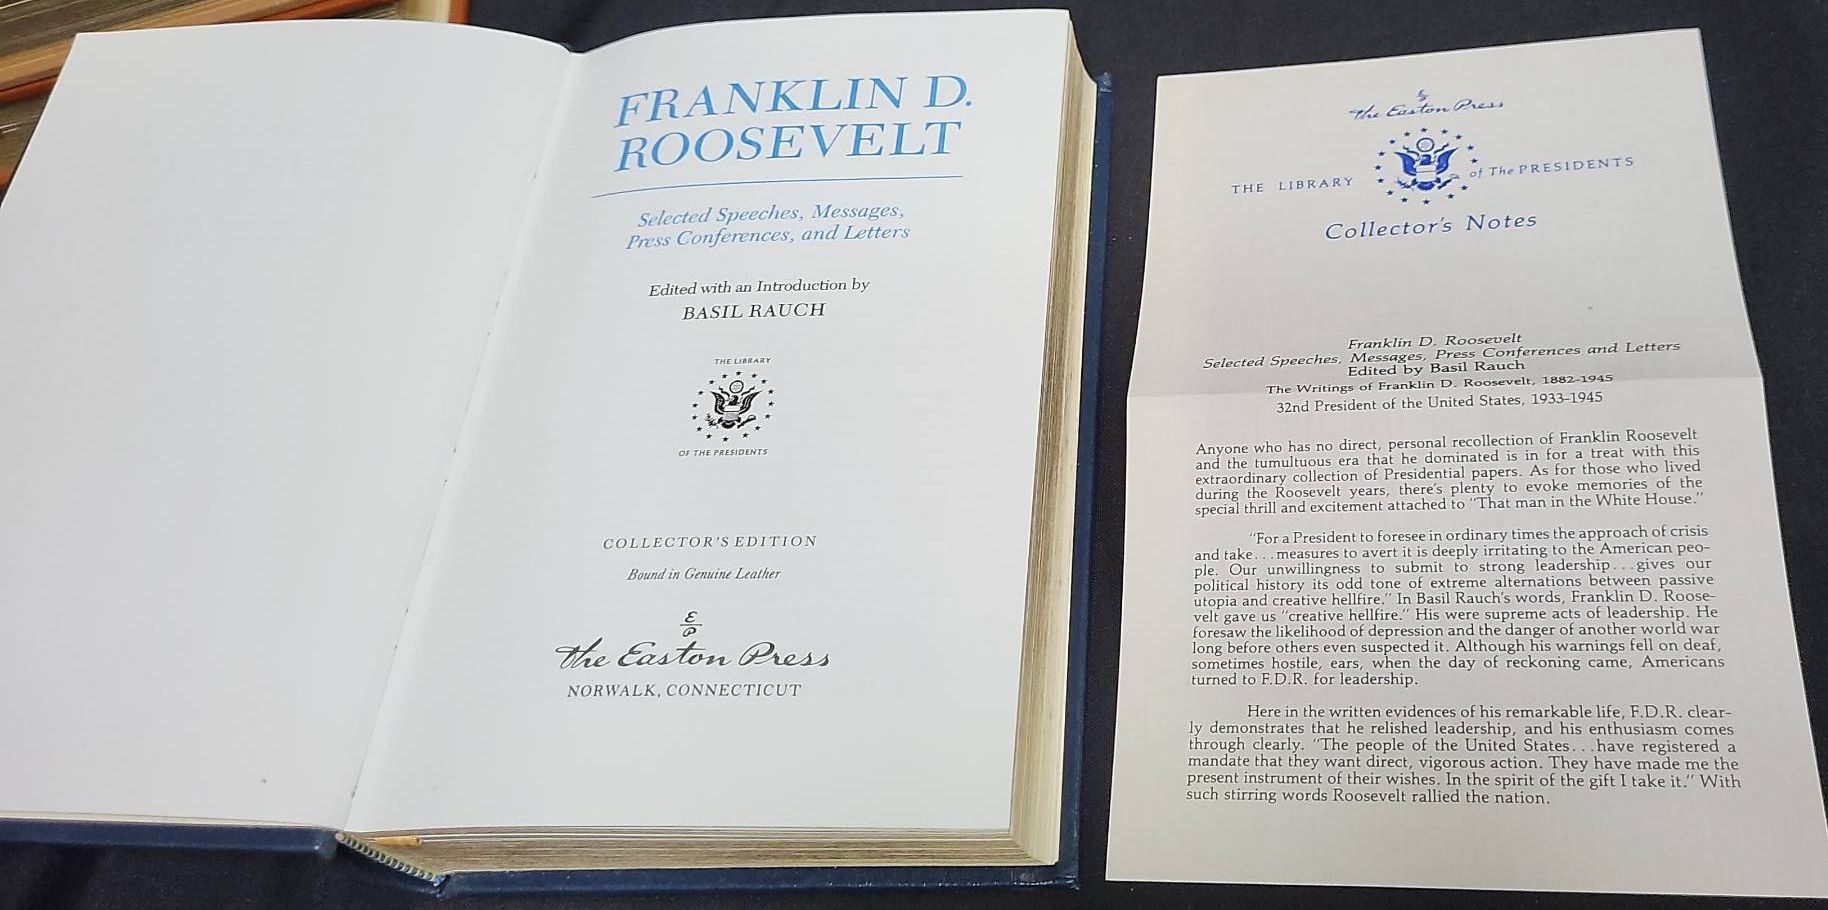 FRANKLIN D.
ROOSEVELT
Selected Speeches, Messages,
Press Conferences, and Letters
Edited with an Introduction by
BASIL RAUCH
THE LIBRARY
OF THE PRESIDENTS
COLLECTOR'S EDITION
Bound in Genuine Leather
E
P
The Easton Press
NORWALK, CONNECTICUT
The Easton Press
THE LIBRARY of The PRESIDENTS
Collector's Notes
Franklin D. Roosevelt
Selected Speeches, Messages, Press Conferences and Letters
Edited by Basil Rauch
The Writings of Franklin D. Roosevelt, 1882-1945
32nd President of the United States, 1933-1945
Anyone who has no direct, personal recollection of Franklin Roosevelt
and the tumultuous era that he dominated is in for a treat with this
extraordinary collection of Presidential papers. As for those who lived
during the Roosevelt years, there's plenty to evoke memories of the
special thrill and excitement attached to "That man in the White House."
"For a President to foresee in ordinary times the approach of crisis
and take...measures to avert it is deeply irritating to the American peo-
ple. Our unwillingness to submit to strong leadership...gives our
political history its odd tone of extreme alternations between passive
utopia and creative hellfire." In Basil Rauch's words, Franklin D. Roose-
velt gave us "creative hellfire." His were supreme acts of leadership. He
foresaw the likelihood of depression and the danger of another world war
long before others even suspected it. Although his warnings fell on deaf,
sometimes hostile, ears, when the day of reckoning came, Americans
turned to F.D.R. for leadership.
Here in the written evidences of his remarkable life, F.D.R. clear-
ly demonstrates that he relished leadership, and his enthusiasm comes
through clearly. "The people of the United States...have registered a
mandate that they want direct, vigorous action. They have made me the
present instrument of their wishes. In the spirit of the gift I take it." With
such stirring words Roosevelt rallied the nation.